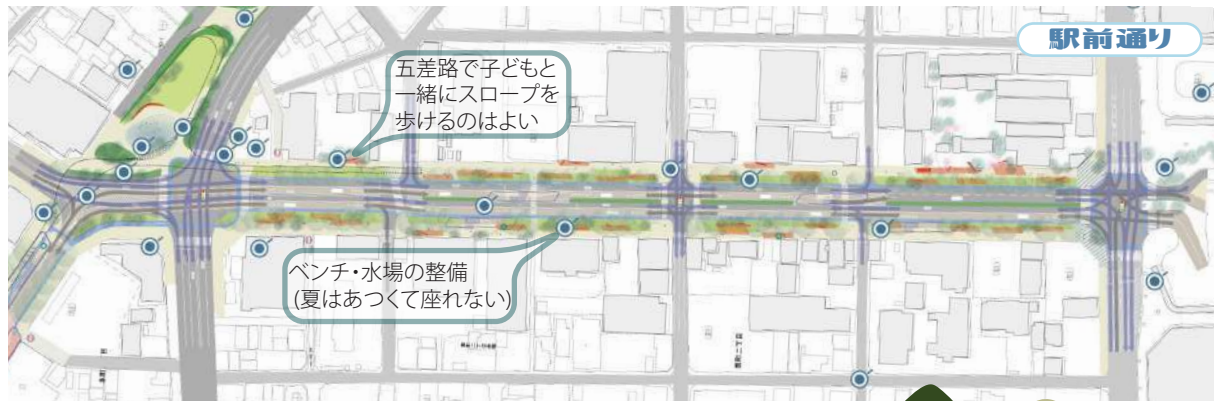 駅前通り
五差路で子どもと
一緒にスロープを
歩けるのはよい
ベンチ・水場の整備
(夏はあつくて座れない)